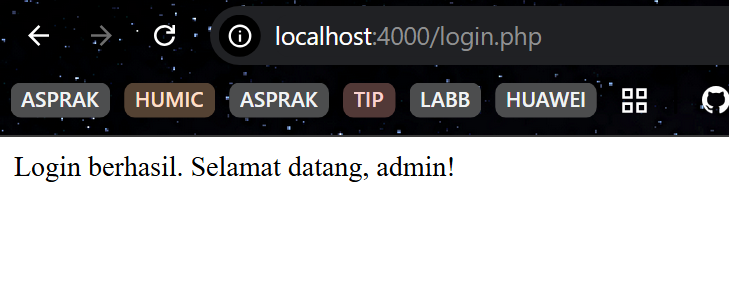 localhost:4000/login.php
ASPRAK HUMIC ASPRAK TIP LABB HUAWEI
Login berhasil. Selamat datang, admin!